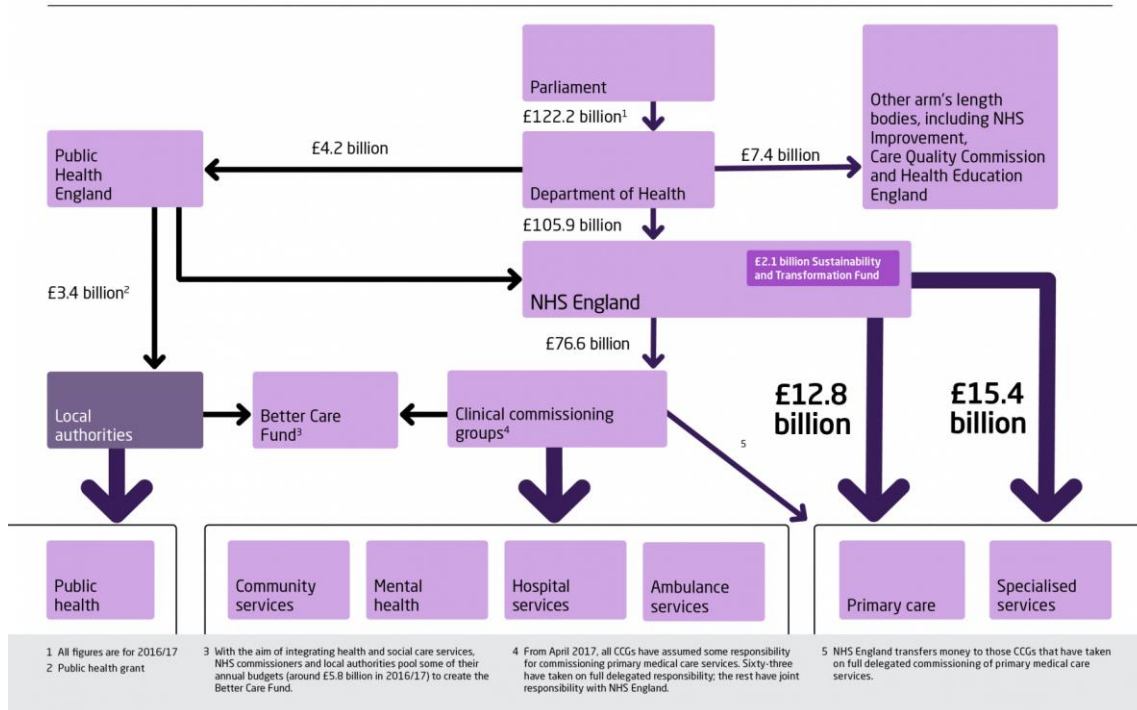 Parliament
£122.2 billion¹
Other arm's length
bodies, including NHS
Improvement,
Care Quality Commission
and Health Education
England
Public
Health
England
£4.2 billion
£7.4 billion
Department of Health
£105.9 billion
£2.1 billion Sustainability
and Transformation Fund
NHS England
£3.4 billion²
£76.6 billion
£12.8
billion
£15.4
billion
Local
authorities
Better Care
Fund³
Clinical commissioning
groups⁴
5
Public
health
Community
services
Mental
health
Hospital
services
Ambulance
services
Primary care
Specialised
services
1 All figures are for 2016/17
2 Public health grant
3 With the aim of integrating health and social care services,
NHS commissioners and local authorities pool some of their
annual budgets (around £5.8 billion in 2016/17) to create the
Better Care Fund.
4 From April 2017, all CCGs have assumed some responsibility
for commissioning primary medical care services. Sixty-three
have taken on full delegated responsibility; the rest have joint
responsibility with NHS England.
5 NHS England transfers money to those CCGs that have taken
on full delegated commissioning of primary medical care
services.